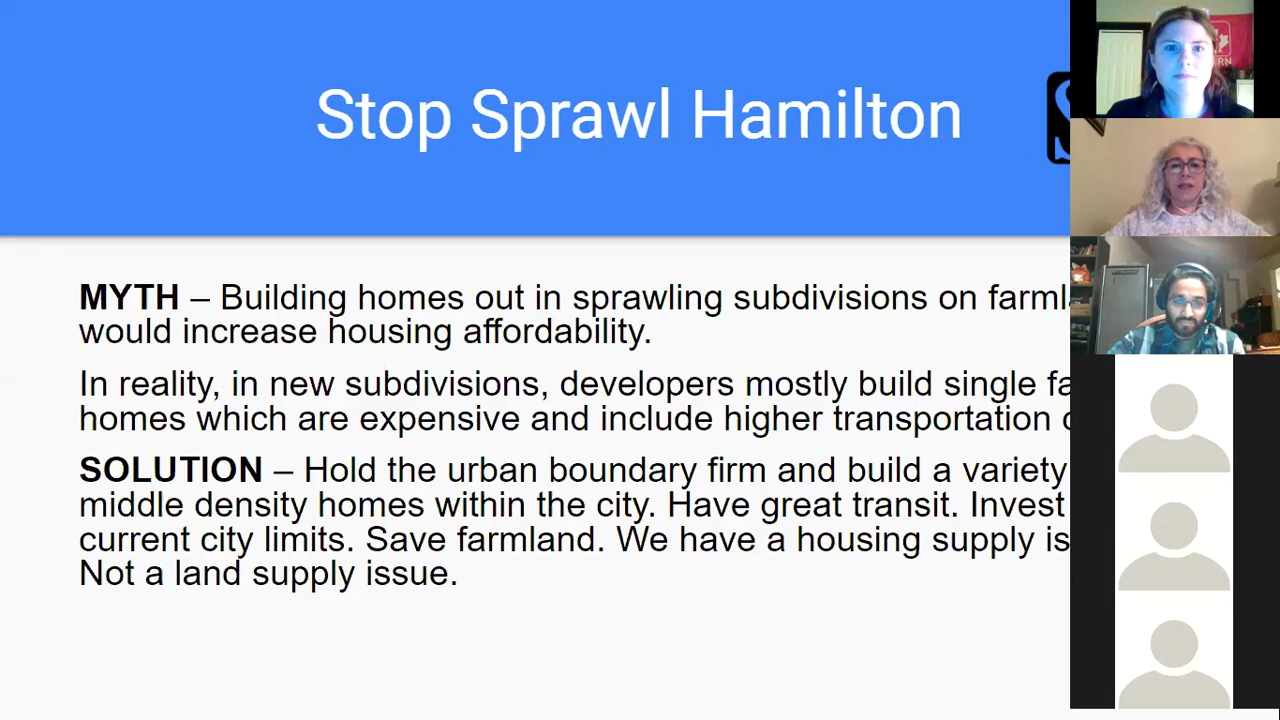 Stop Sprawl Hamilton
MYTH – Building homes out in sprawling subdivisions on farml
would increase housing affordability.
In reality, in new subdivisions, developers mostly build single fa
homes which are expensive and include higher transportation
SOLUTION – Hold the urban boundary firm and build a variety
middle density homes within the city. Have great transit. Invest
current city limits. Save farmland. We have a housing supply is
Not a land supply issue.